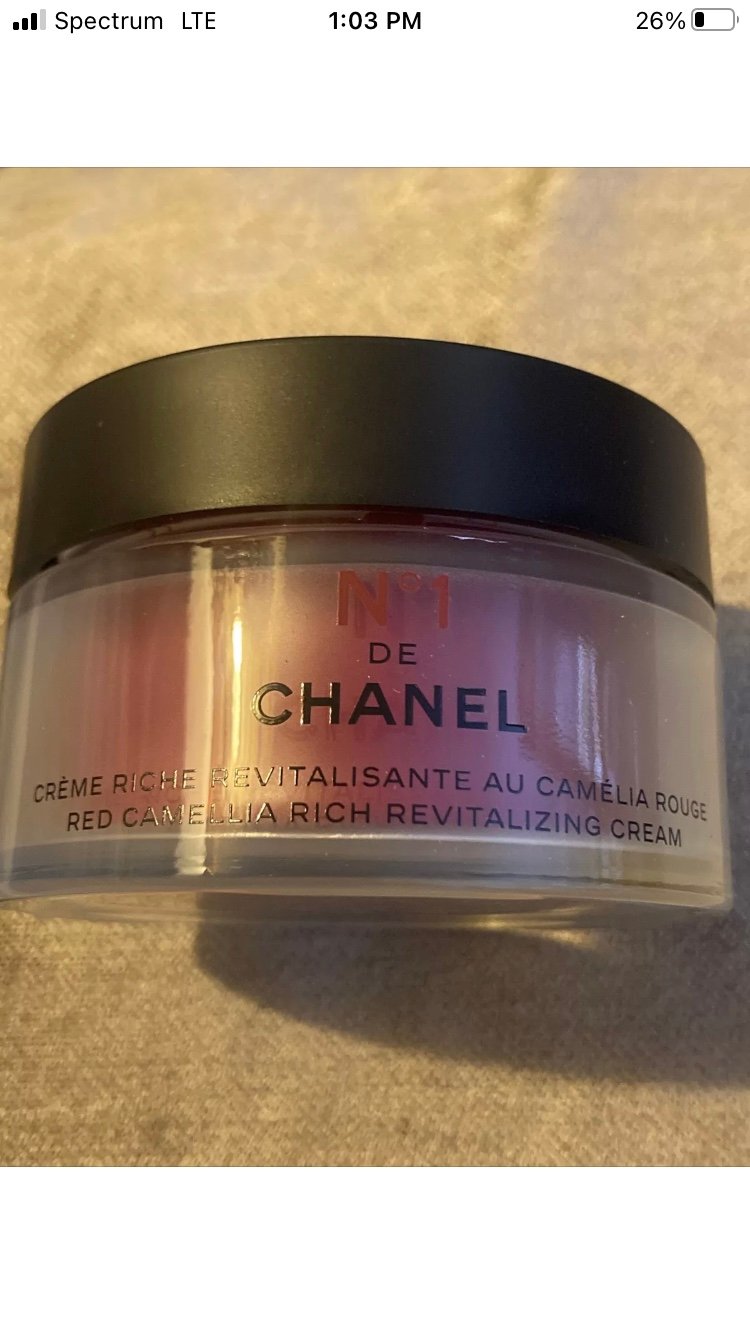 Spectrum LTE 1:03 PM 26%
N°1
DE
CHANEL
CRÈME RICHE REVITALISANTE AU CAMÉLIA ROUGE
RED CAMELLIA RICH REVITALIZING CREAM